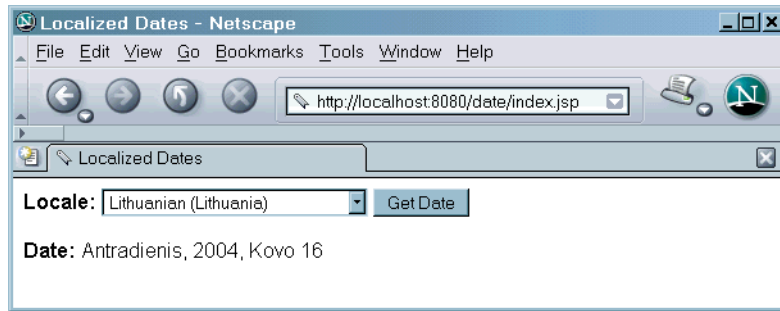 Localized Dates - Netscape
File Edit View Go Bookmarks Tools Window Help
http://localhost:8080/date/index.jsp
N
Localized Dates
Locale: Lithuanian (Lithuania) Get Date
Date: Antradienis, 2004, Kovo 16